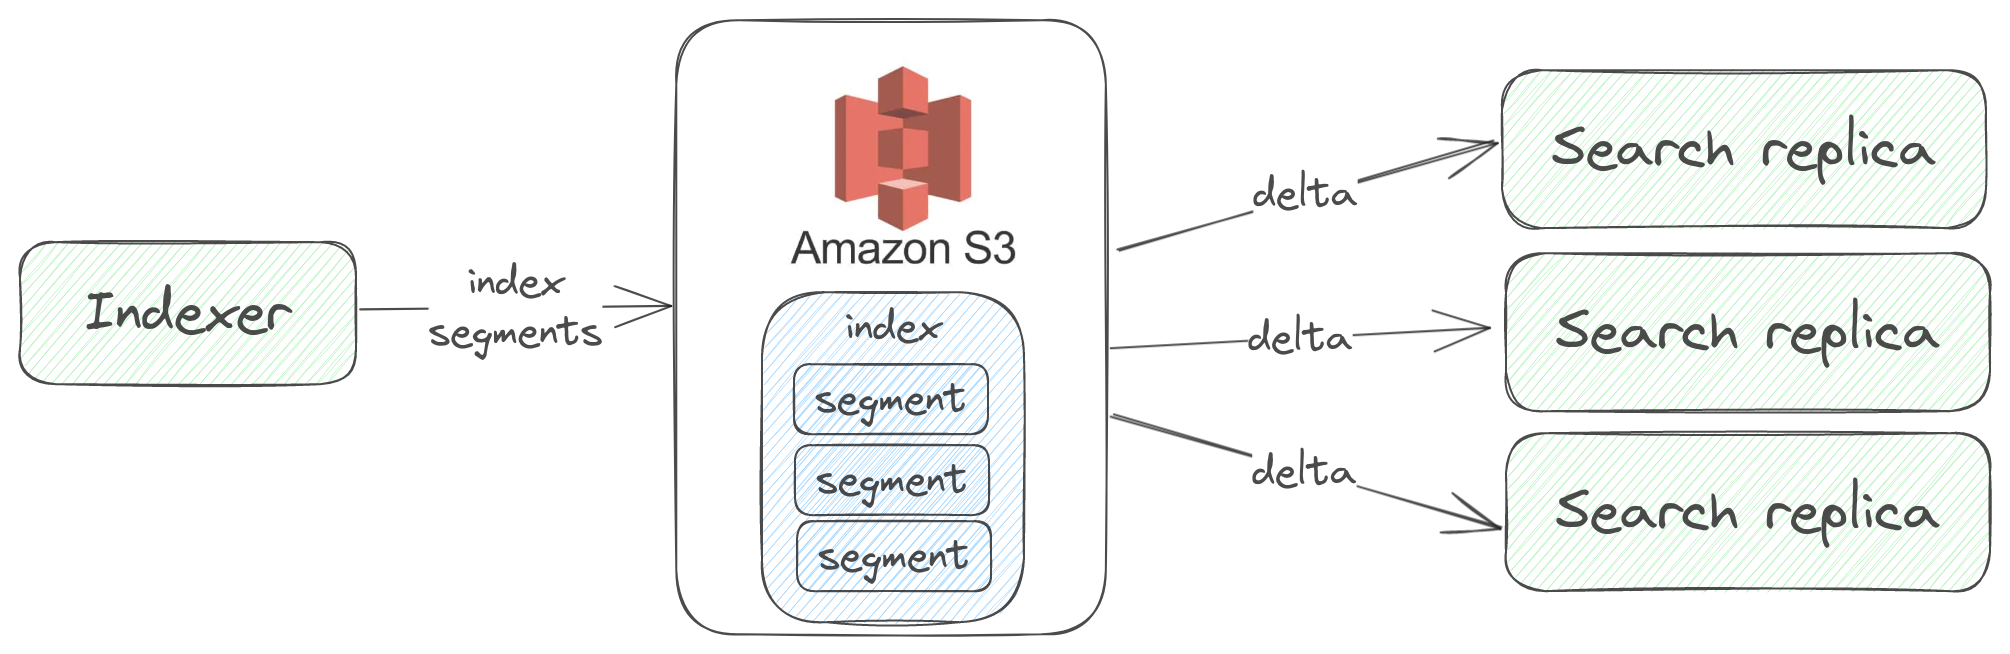 Indexer
index
segments
Amazon S3
index
segment
segment
segment
delta
delta
delta
Search replica
Search replica
Search replica